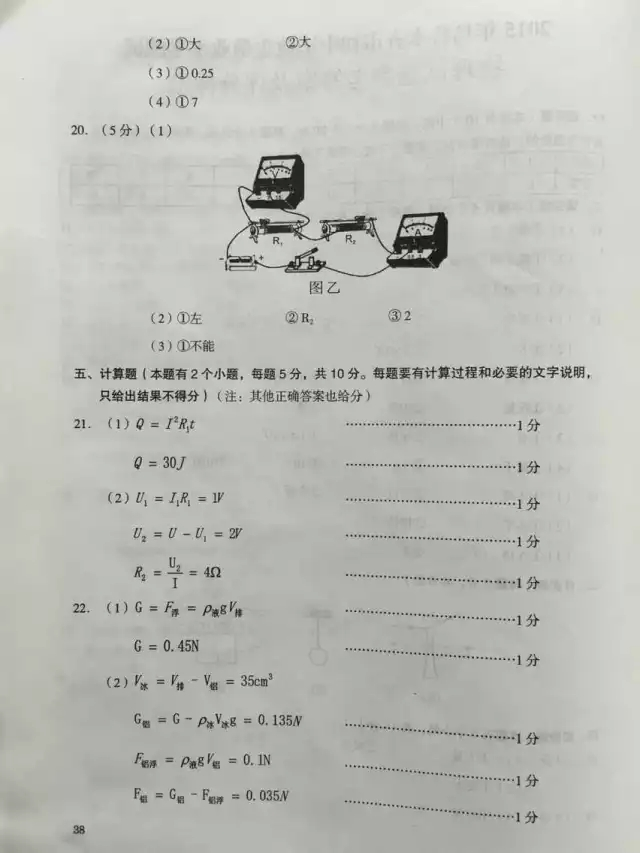 (2)①大 ②大
(3)①0.25
(4)①7
20. (5分)(1)
V
R₁ R₂ A
- +
图乙
(2)①左 ②R₂ ③2
(3)①不能
五、计算题(本题有2个小题,每题5分,共10分。每题要有计算过程和必要的文字说明,
只给出结果不得分)(注:其他正确答案也给分)
21. (1) Q = I²R₁t ……………………………1分
Q = 30J ……………………………1分
(2) U₁ = I₁R₁ = 1V ……………………………1分
U₂ = U - U₁ = 2V ……………………………1分
R₂ = U₂/I = 4Ω ……………………………1分
22. (1) G = F浮 = ρ液gV排 ……………………………1分
G = 0.45N ……………………………1分
(2) V冰 = V排 - V铝 = 35cm³
G铝 = G - ρ冰V冰g = 0.135N ……………………………1分
F铝浮 = ρ液gV铝 = 0.1N ……………………………1分
F铝 = G铝 - F铝浮 = 0.035N ……………………………1分
38